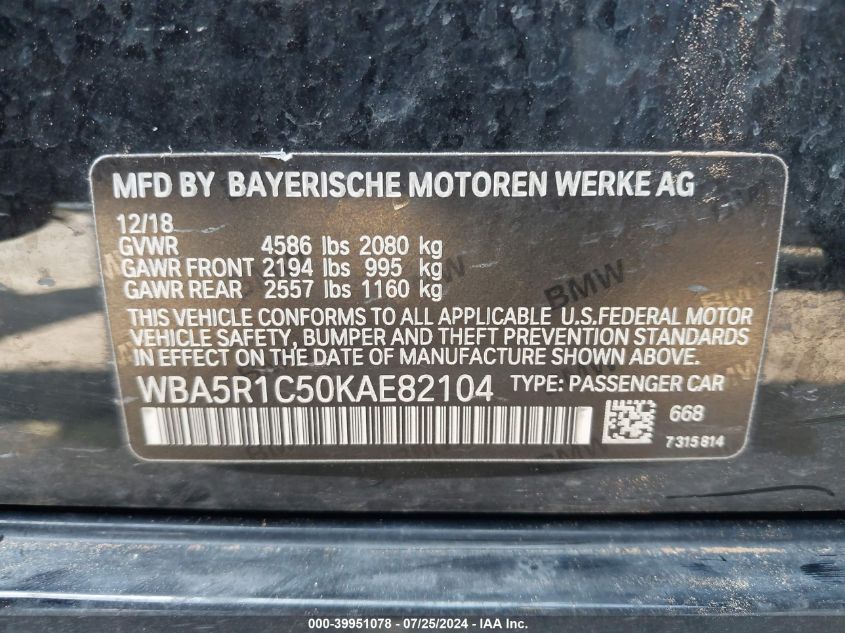 MFD BY BAYERISCHE MOTOREN WERKE AG
12/18
GVWR 4586 lbs 2080 kg
GAWR FRONT 2194 lbs 995 kg
GAWR REAR 2557 lbs 1160 kg
BMW
THIS VEHICLE CONFORMS TO ALL APPLICABLE U.S.FEDERAL MOTOR
VEHICLE SAFETY, BUMPER AND THEFT PREVENTION STANDARDS
IN EFFECT ON THE DATE OF MANUFACTURE SHOWN ABOVE.
WBA5R1C50KAE82104 TYPE: PASSENGER CAR
668
7315814
000-39951078 - 07/25/2024 - IAA Inc.